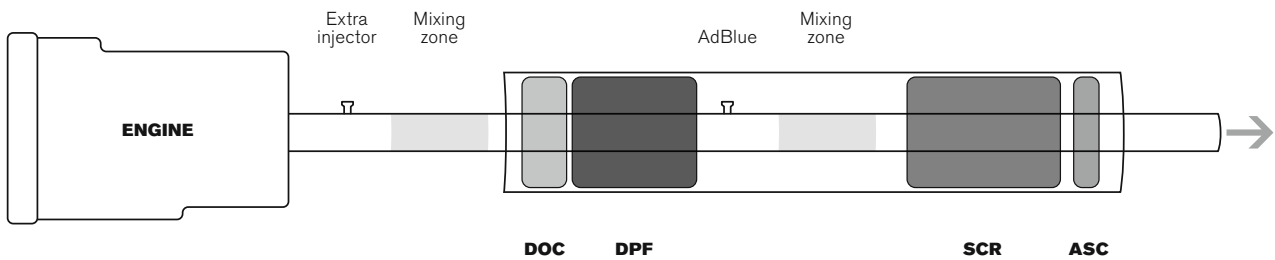 Extra
injector
Mixing
zone
AdBlue
Mixing
zone
ENGINE
DOC
DPF
SCR
ASC